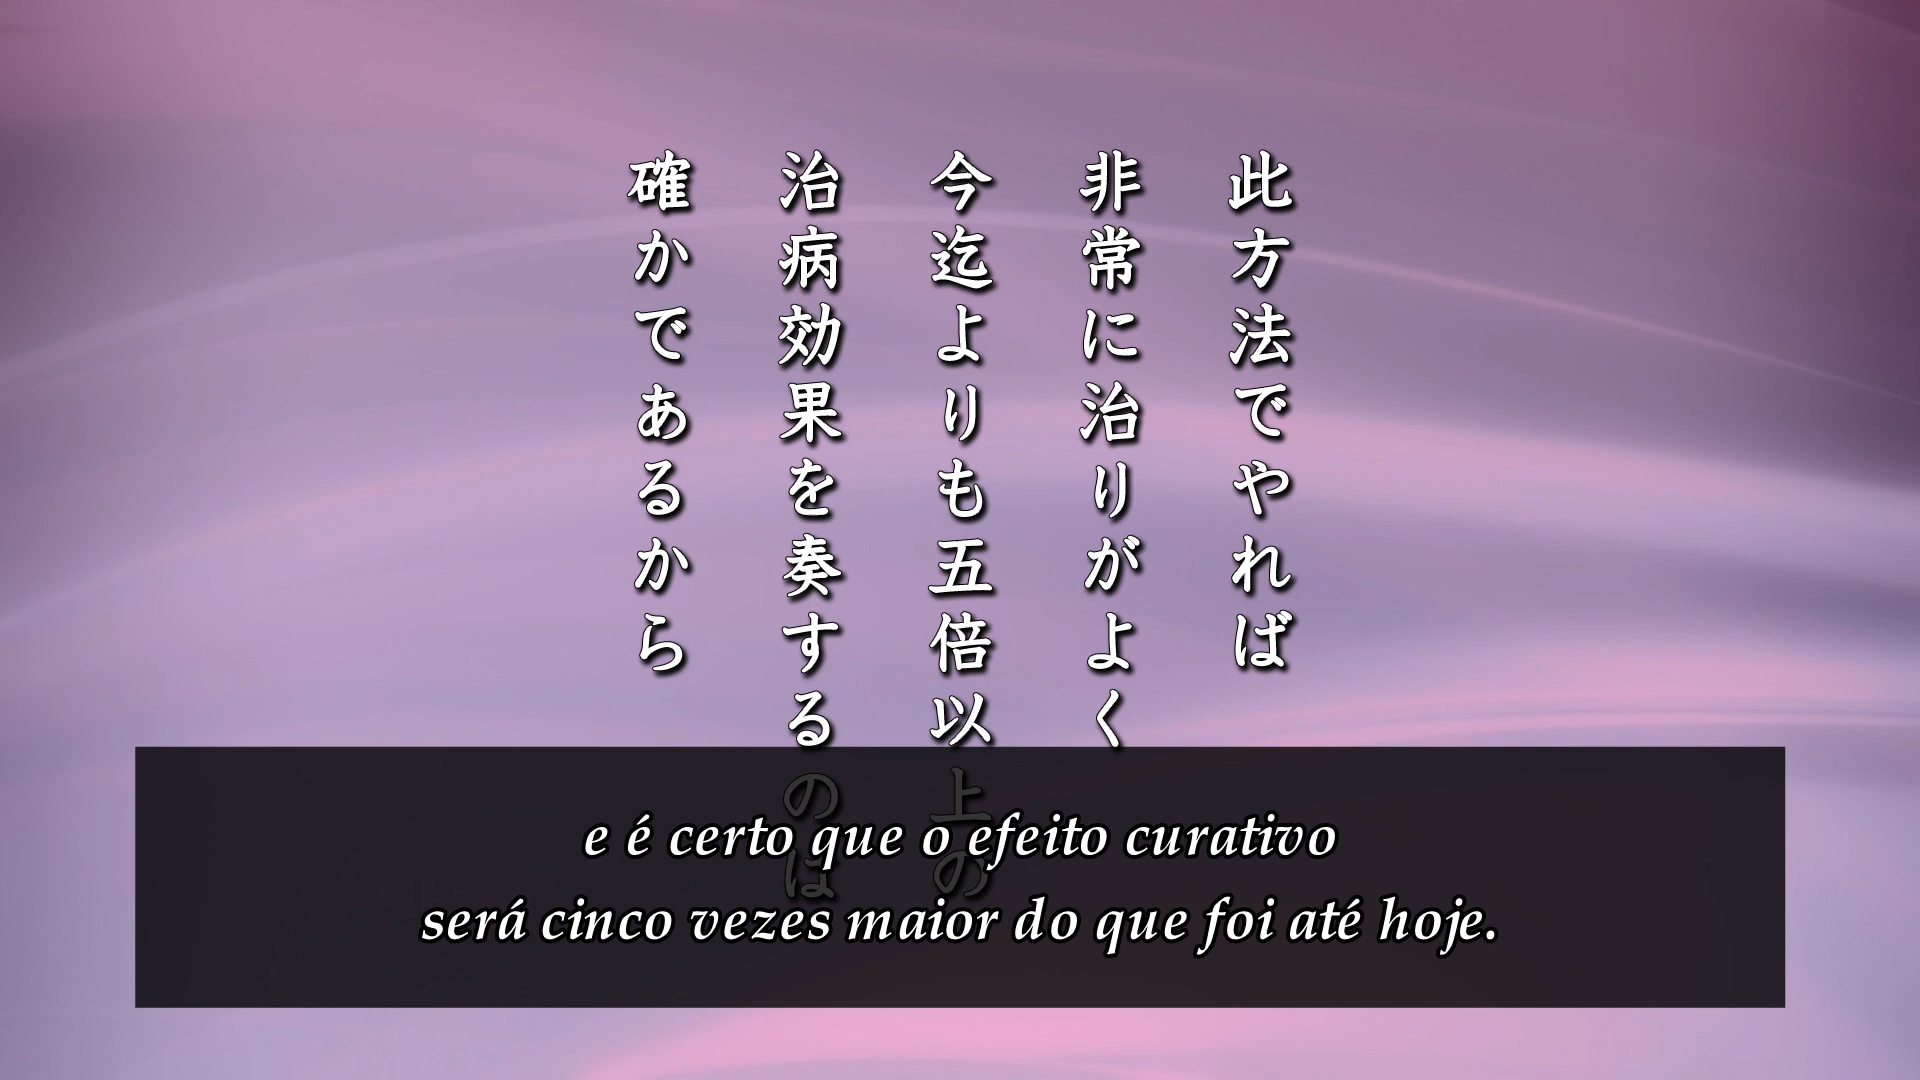 此方法でやれば
非常に治りがよく
今迄よりも五倍以上の
治病効果を奏するのは
確かであるから
e é certo que o efeito curativo
será cinco vezes maior do que foi até hoje.